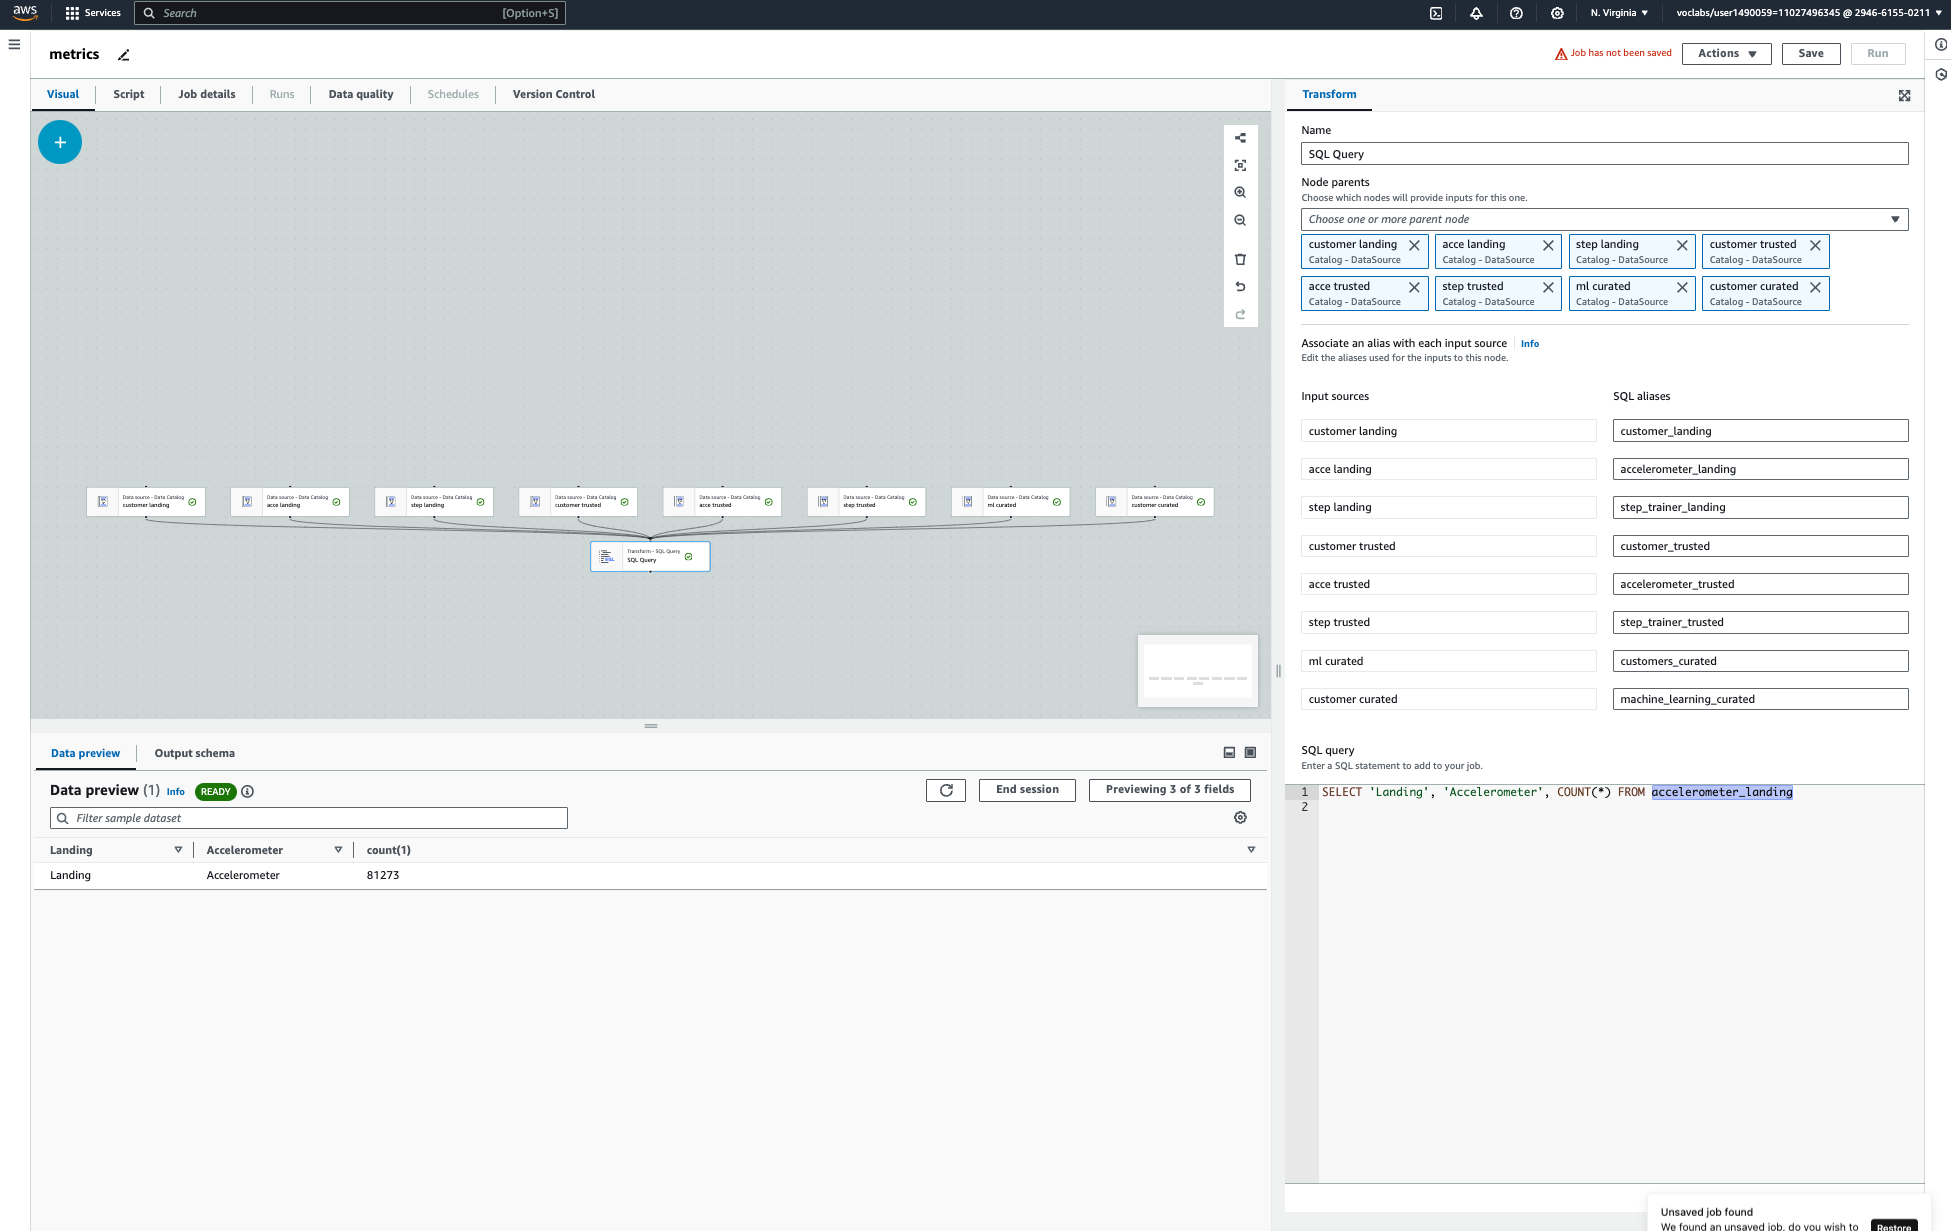 aws
Services
Search
[Option+S]
N. Virginia
voclabs/user1490059=11027496345 @ 2946-6155-0211
metrics
Job has not been saved
Actions
Save
Run
Visual
Script
Job details
Runs
Data quality
Schedules
Version Control
Data source - Data Catalog
customer landing
Data source - Data Catalog
acce landing
Data source - Data Catalog
step landing
Data source - Data Catalog
customer trusted
Data source - Data Catalog
acce trusted
Data source - Data Catalog
step trusted
Data source - Data Catalog
ml curated
Data source - Data Catalog
customer curated
Transform - SQL Query
SQL Query
Data preview
Output schema
Data preview (1) Info READY
End session
Previewing 3 of 3 fields
Filter sample dataset
Landing Accelerometer count(1)
Landing Accelerometer 81273
Transform
Name
SQL Query
Node parents
Choose which nodes will provide inputs for this one.
Choose one or more parent node
customer landing
Catalog - DataSource
acce landing
Catalog - DataSource
step landing
Catalog - DataSource
customer trusted
Catalog - DataSource
acce trusted
Catalog - DataSource
step trusted
Catalog - DataSource
ml curated
Catalog - DataSource
customer curated
Catalog - DataSource
Associate an alias with each input source Info
Edit the aliases used for the inputs to this node.
Input sources SQL aliases
customer landing customer_landing
acce landing accelerometer_landing
step landing step_trainer_landing
customer trusted customer_trusted
acce trusted accelerometer_trusted
step trusted step_trainer_trusted
ml curated customers_curated
customer curated machine_learning_curated
SQL query
Enter a SQL statement to add to your job.
1 SELECT 'Landing', 'Accelerometer', COUNT(*) FROM accelerometer_landing
2
Unsaved job found
We found an unsaved job, do you wish to
Restore